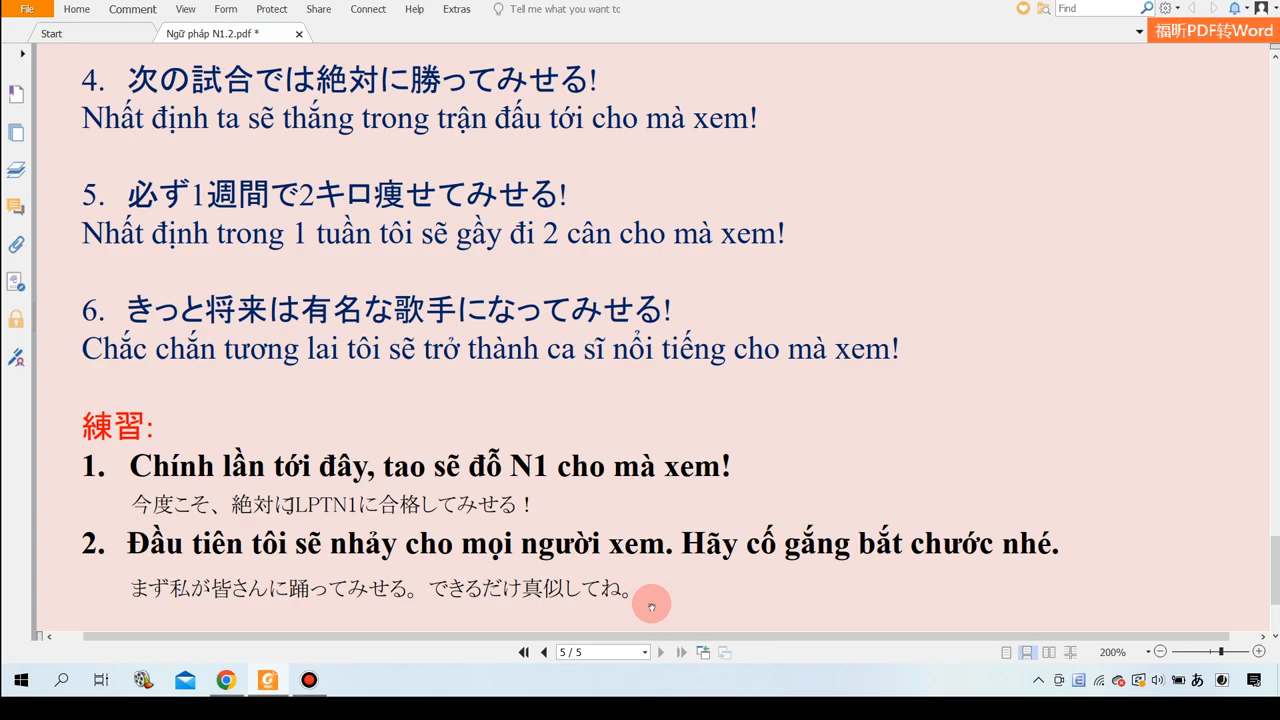 File Home Comment View Form Protect Share Connect Help Extras Tell me what you want to Find
Start Ngữ pháp N1.2.pdf * 福昕PDF转Word
4. 次の試合では絶対に勝ってみせる!
Nhất định ta sẽ thắng trong trận đấu tới cho mà xem!
5. 必ず1週間で2キロ痩せてみせる!
Nhất định trong 1 tuần tôi sẽ gầy đi 2 cân cho mà xem!
6. きっと将来は有名な歌手になってみせる!
Chắc chắn tương lai tôi sẽ trở thành ca sĩ nổi tiếng cho mà xem!
練習:
1. Chính lần tới đây, tao sẽ đỗ N1 cho mà xem!
今度こそ、絶対にJLPTN1に合格してみせる！
2. Đầu tiên tôi sẽ nhảy cho mọi người xem. Hãy cố gắng bắt chước nhé.
まず私が皆さんに踊ってみせる。できるだけ真似してね。
5 / 5 200%
あ